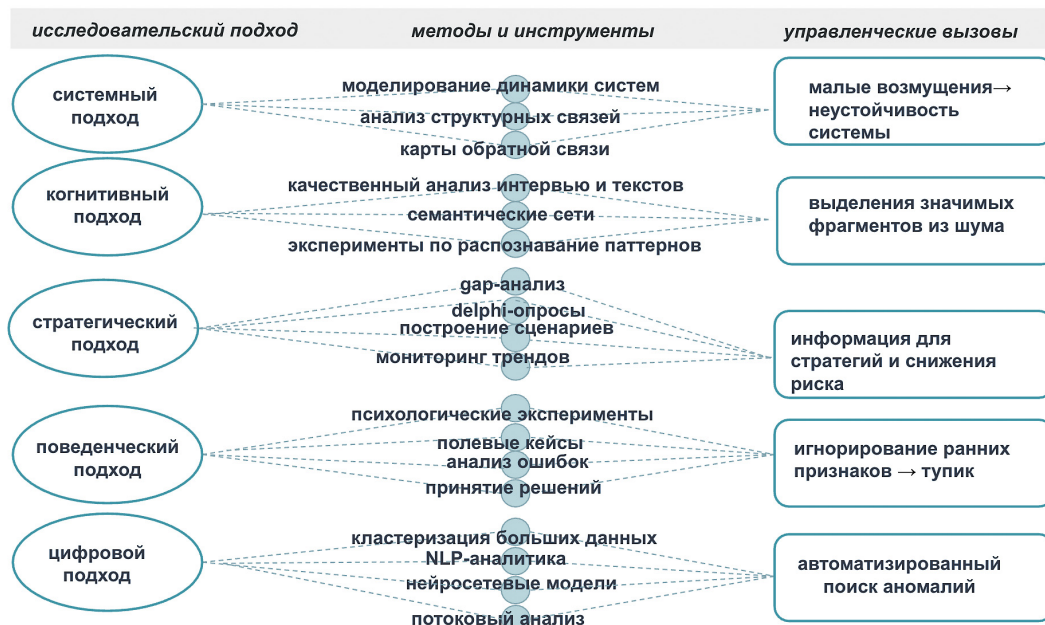 исследовательский подход
методы и инструменты
управленческие вызовы
системный
подход
моделирование динамики систем
анализ структурных связей
карты обратной связи
малые возмущения→
неустойчивость
системы
когнитивный
подход
качественный анализ интервью и текстов
семантические сети
эксперименты по распознавание паттернов
выделения значимых
фрагментов из шума
стратегический
подход
gap-анализ
delphi-опросы
построение сценариев
мониторинг трендов
информация для
стратегий и снижения
риска
поведенческий
подход
психологические эксперименты
полевые кейсы
анализ ошибок
принятие решений
игнорирование ранних
признаков → тупик
цифровой
подход
кластеризация больших данных
NLP-аналитика
нейросетевые модели
потоковый анализ
автоматизированный
поиск аномалий